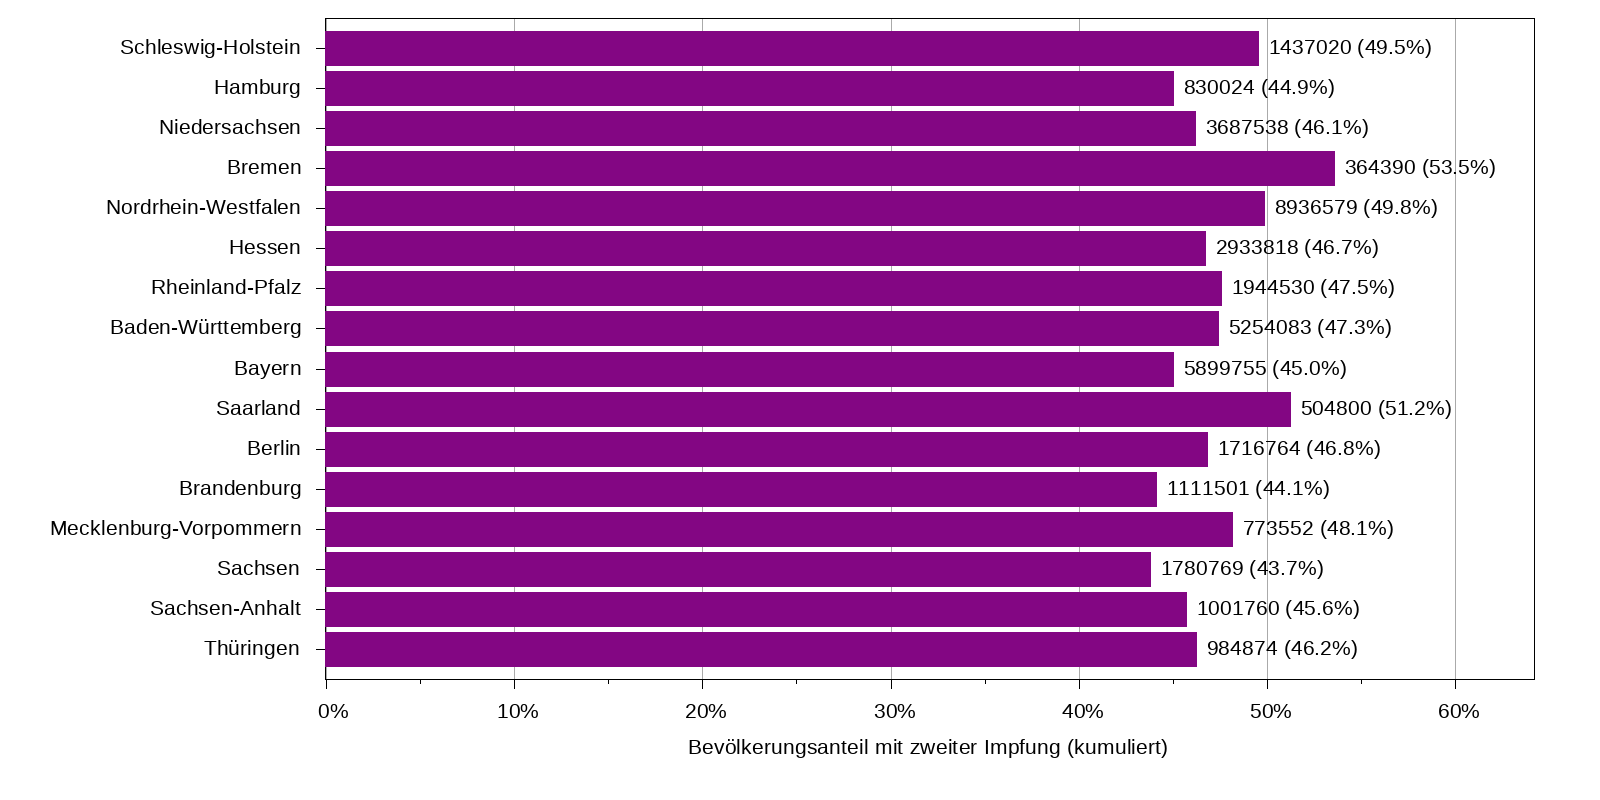 Schleswig-Holstein 1437020 (49.5%)
Hamburg 830024 (44.9%)
Niedersachsen 3687538 (46.1%)
Bremen 364390 (53.5%)
Nordrhein-Westfalen 8936579 (49.8%)
Hessen 2933818 (46.7%)
Rheinland-Pfalz 1944530 (47.5%)
Baden-Württemberg 5254083 (47.3%)
Bayern 5899755 (45.0%)
Saarland 504800 (51.2%)
Berlin 1716764 (46.8%)
Brandenburg 1111501 (44.1%)
Mecklenburg-Vorpommern 773552 (48.1%)
Sachsen 1780769 (43.7%)
Sachsen-Anhalt 1001760 (45.6%)
Thüringen 984874 (46.2%)
0% 10% 20% 30% 40% 50% 60%
Bevölkerungsanteil mit zweiter Impfung (kumuliert)